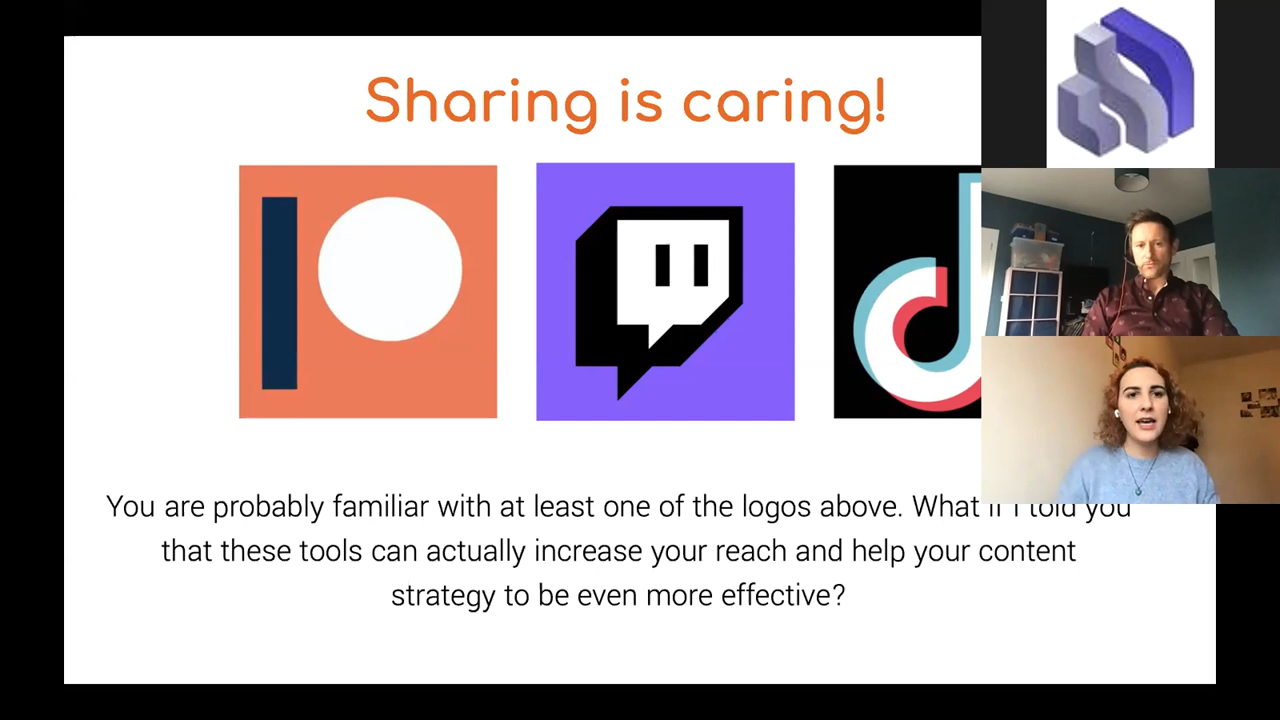 Sharing is caring!
You are probably familiar with at least one of the logos above. What if I told you
that these tools can actually increase your reach and help your content
strategy to be even more effective?